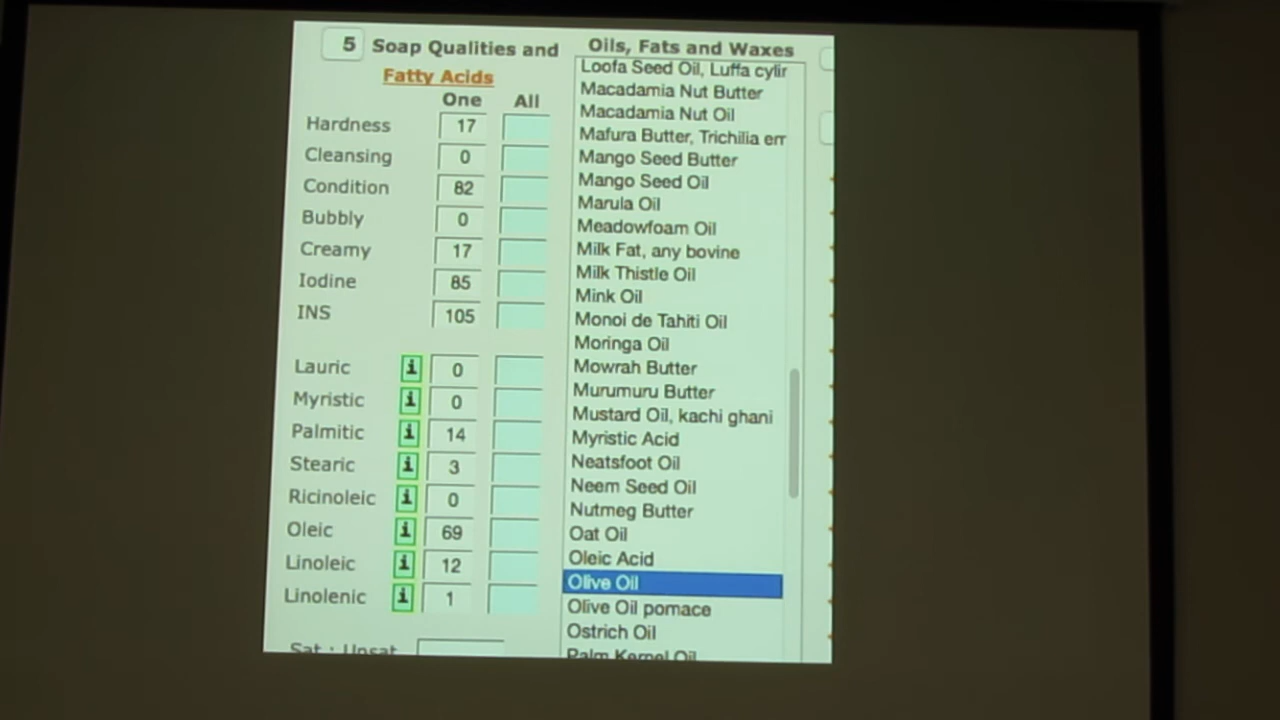 5 Soap Qualities and
Fatty Acids
One All
Hardness 17
Cleansing 0
Condition 82
Bubbly 0
Creamy 17
Iodine 85
INS 105
Lauric i 0
Myristic i 0
Palmitic i 14
Stearic i 3
Ricinoleic i 0
Oleic i 69
Linoleic i 12
Linolenic i 1
Sat : Unsat
Oils, Fats and Waxes
Loofa Seed Oil, Luffa cylir
Macadamia Nut Butter
Macadamia Nut Oil
Mafura Butter, Trichilia em
Mango Seed Butter
Mango Seed Oil
Marula Oil
Meadowfoam Oil
Milk Fat, any bovine
Milk Thistle Oil
Mink Oil
Monoi de Tahiti Oil
Moringa Oil
Mowrah Butter
Murumuru Butter
Mustard Oil, kachi ghani
Myristic Acid
Neatsfoot Oil
Neem Seed Oil
Nutmeg Butter
Oat Oil
Oleic Acid
Olive Oil
Olive Oil pomace
Ostrich Oil
Palm Kernel Oil